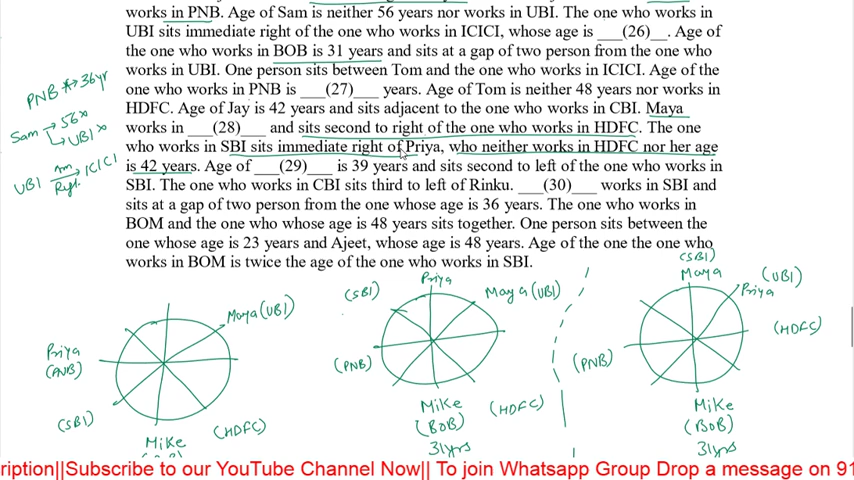 works in PNB. Age of Sam is neither 56 years nor works in UBI. The one who works in
UBI sits immediate right of the one who works in ICICI, whose age is ___(26)__. Age of
the one who works in BOB is 31 years and sits at a gap of two person from the one who
works in UBI. One person sits between Tom and the one who works in ICICI. Age of the
one who works in PNB is ___(27)___ years. Age of Tom is neither 48 years nor works in
HDFC. Age of Jay is 42 years and sits adjacent to the one who works in CBI. Maya
works in ___(28)___ and sits second to right of the one who works in HDFC. The one
who works in SBI sits immediate right of Priya, who neither works in HDFC nor her age
is 42 years. Age of ___(29)___ is 39 years and sits second to left of the one who works in
SBI. The one who works in CBI sits third to left of Rinku. ___(30)___ works in SBI and
sits at a gap of two person from the one whose age is 36 years. The one who works in
BOM and the one who whose age is 48 years sits together. One person sits between the
one whose age is 23 years and Ajeet, whose age is 48 years. Age of the one the one who
works in BOM is twice the age of the one who works in SBI.
PNB 36yr
Sam → 56 x
UBI x
UBI Im Right ICICI
Maya (UBI)
Priya
(PNB)
(SBI)
Mike
(HDFC)
Priya
(SBI)
Maya (UBI)
(PNB)
Mike
(BOB)
31yrs
(HDFC)
(SBI)
Maya
(UBI)
Priya
(HDFC)
(PNB)
Mike
(BOB)
31yrs
ription||Subscribe to our YouTube Channel Now|| To join Whatsapp Group Drop a message on 91